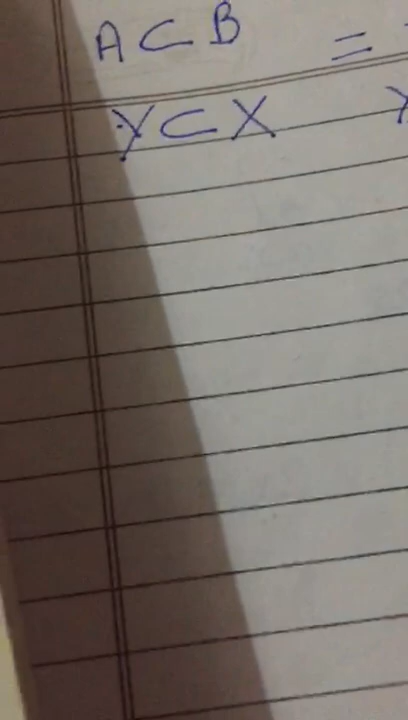 A ⊂ B =
Y ⊂ X